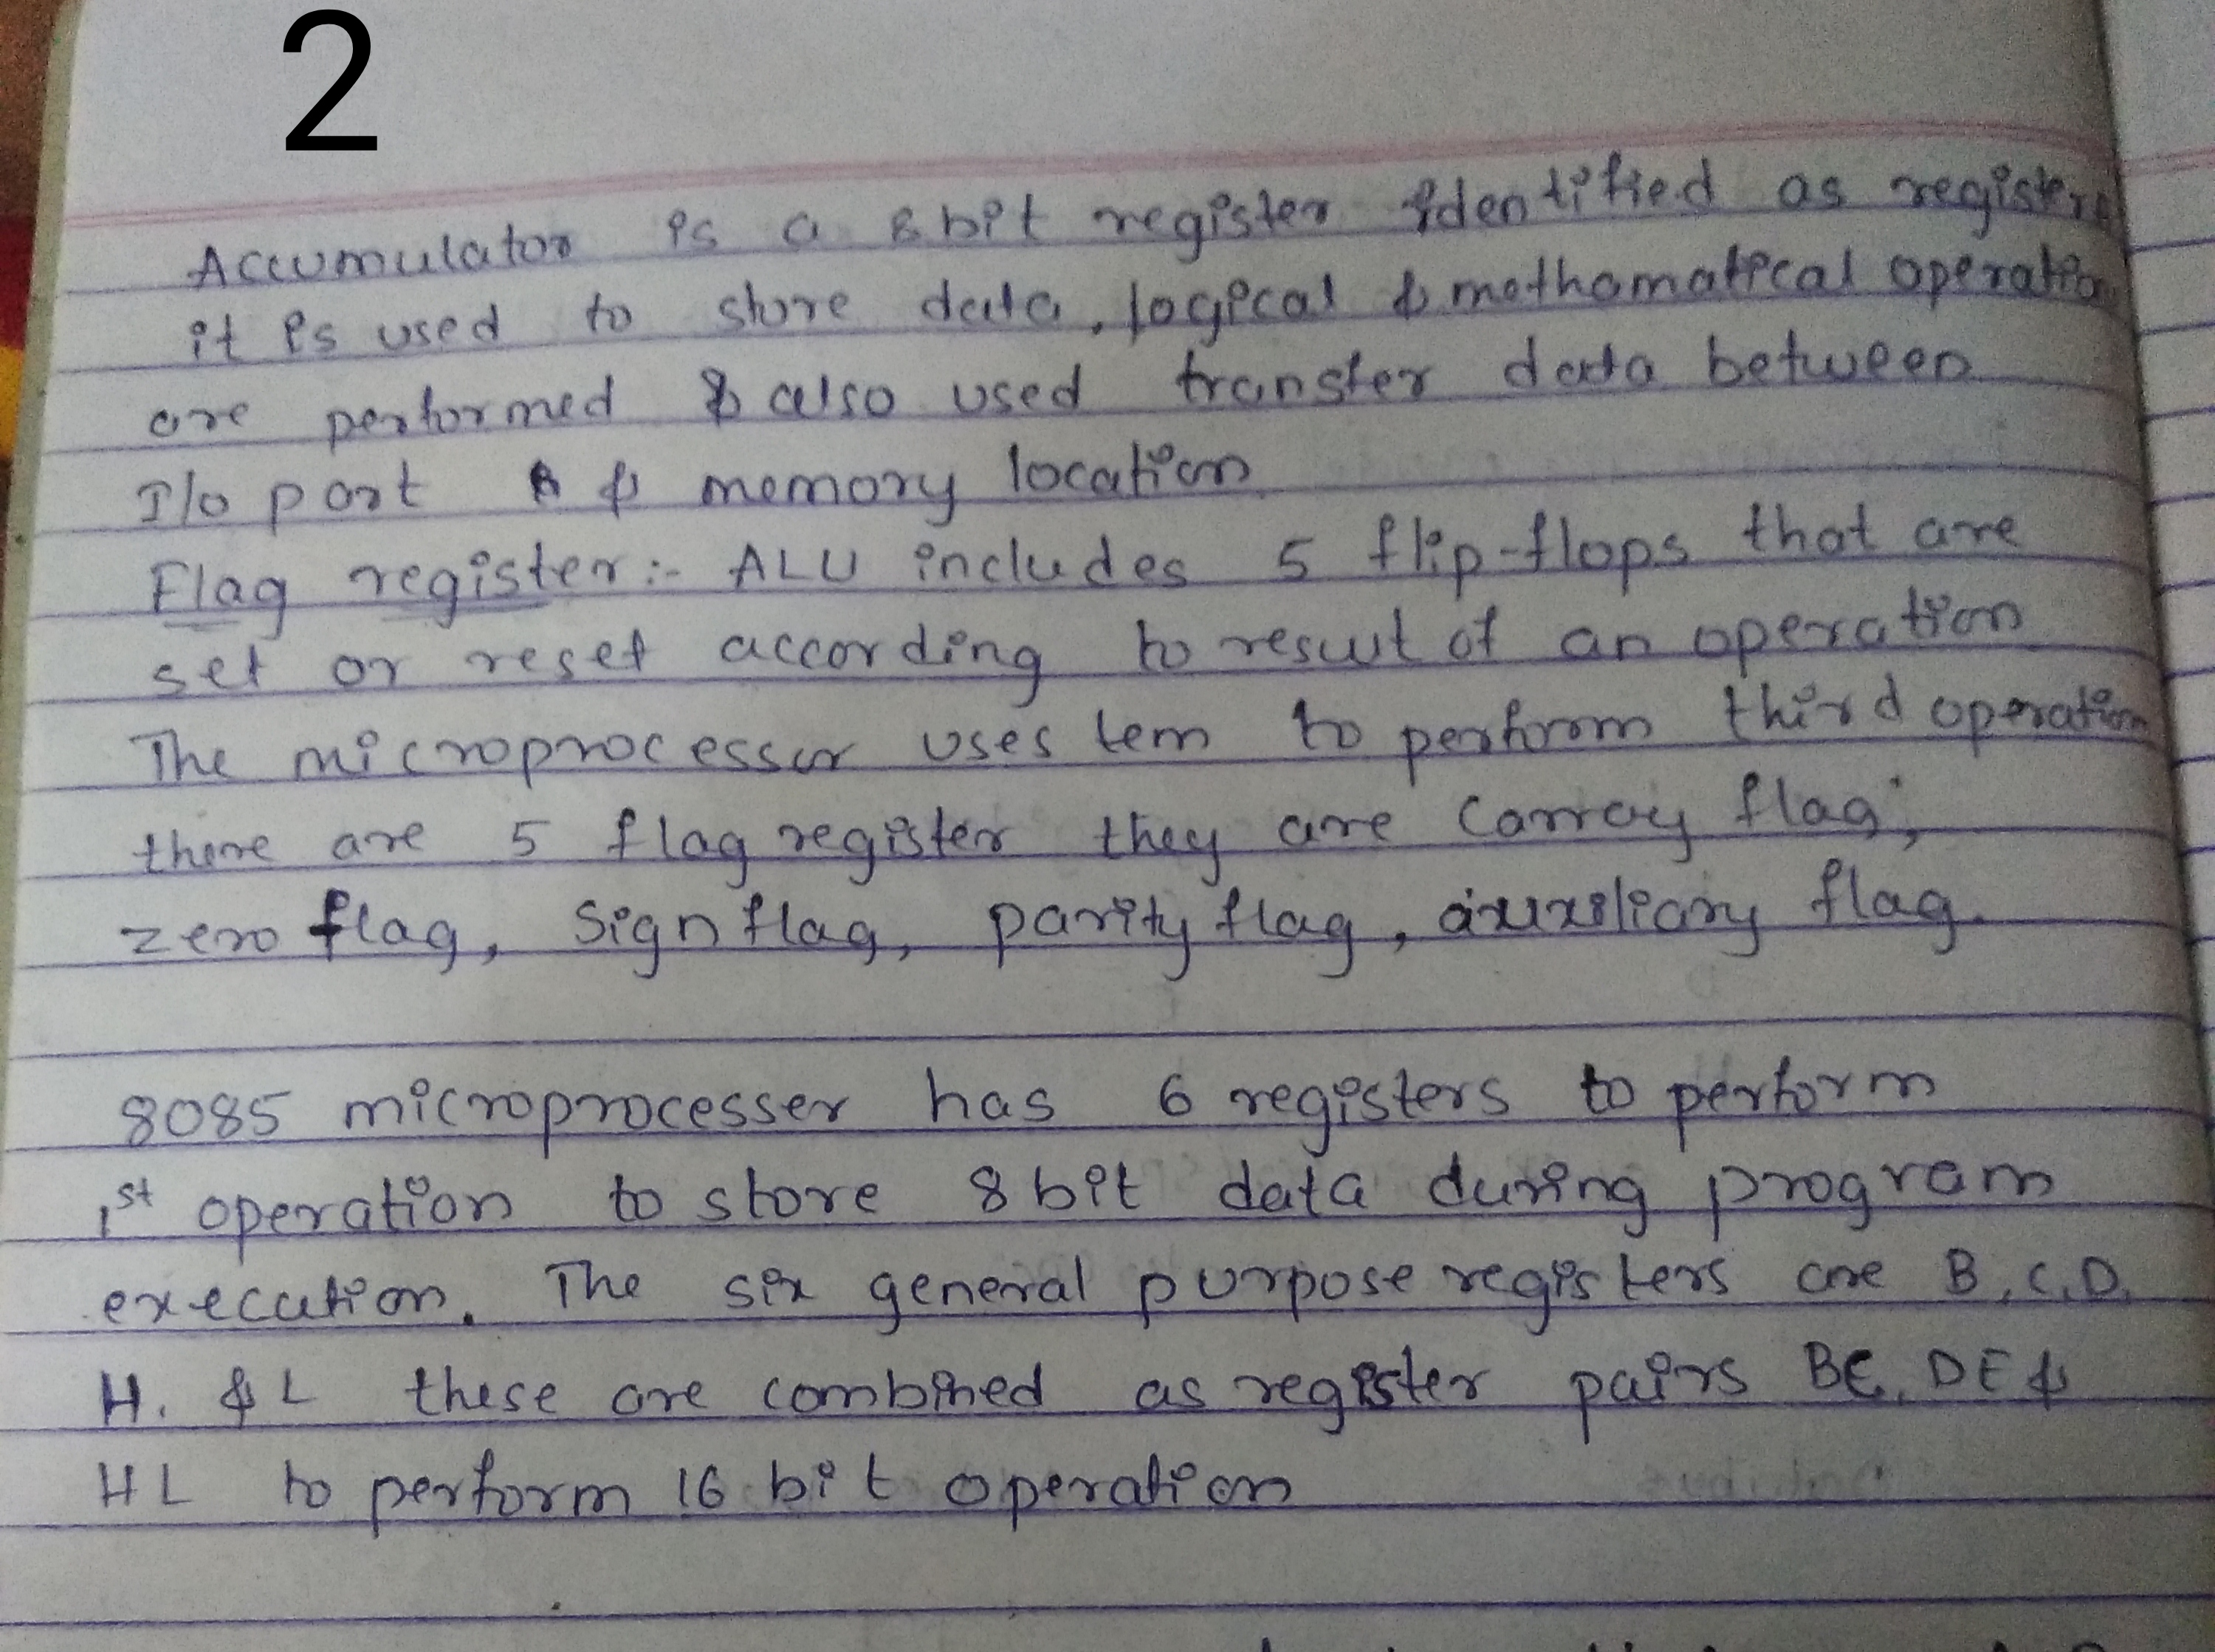 2
Accumulator is a 8 bit register identified as register
it is used to store data, logical & mathomatical operatio
are performed & also used transfer data between
I/o port & memory location
Flag register:- ALU includes 5 flip-flops that are
set or reset according to result of an operation
The microprocessor uses tem to perform third operation
there are 5 flag register they are Carray flag,
zero flag, sign flag, parity flag, auxiliary flag.
8085 microprocesser has 6 registers to perform
1st operation to store 8 bit data during program
execution. The six general purpose registers are B, C, D,
H, & L these are combined as register pairs BC, DE &
HL to perform 16 bit operation